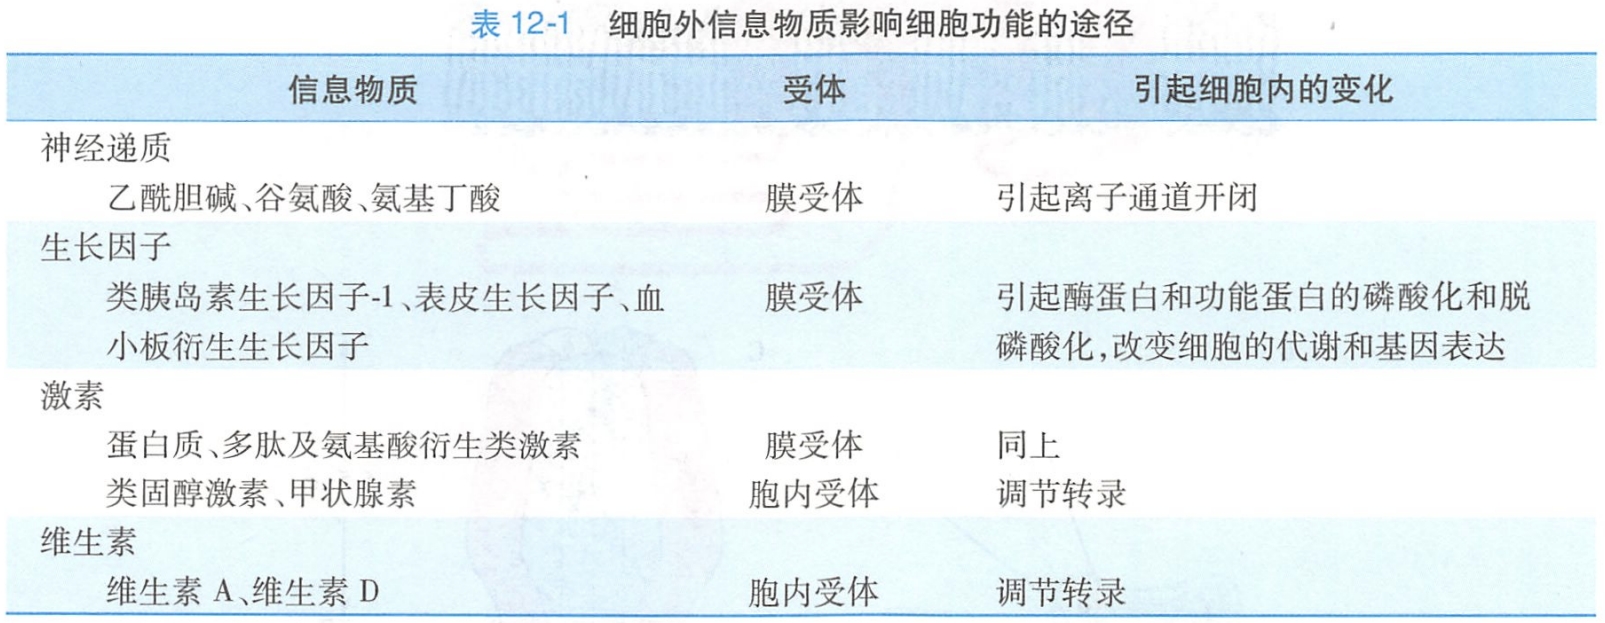 表 12-1 细胞外信息物质影响细胞功能的途径
信息物质 受体 引起细胞内的变化
神经递质
乙酰胆碱、谷氨酸、氨基丁酸 膜受体 引起离子通道开闭
生长因子
类胰岛素生长因子-1、表皮生长因子、血 膜受体 引起酶蛋白和功能蛋白的磷酸化和脱
小板衍生生长因子 磷酸化,改变细胞的代谢和基因表达
激素
蛋白质、多肽及氨基酸衍生类激素 膜受体 同上
类固醇激素、甲状腺素 胞内受体 调节转录
维生素
维生素 A、维生素 D 胞内受体 调节转录